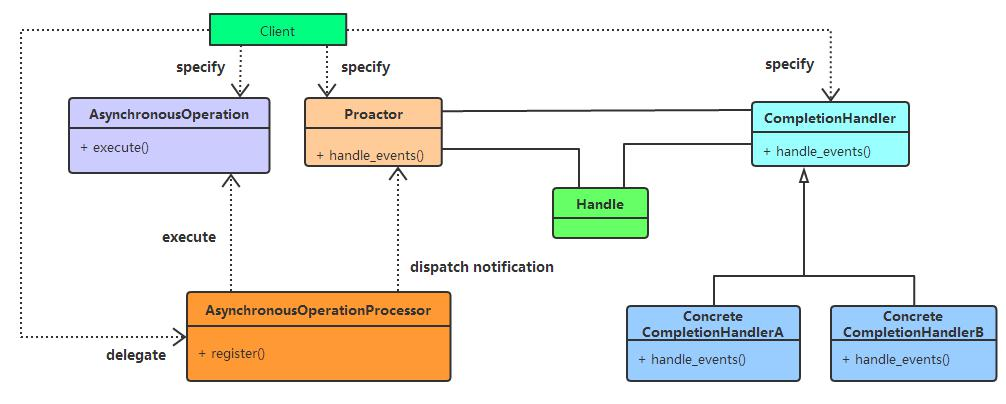 Client
specify
specify
specify
AsynchronousOperation
+ execute()
Proactor
+ handle_events()
CompletionHandler
+ handle_events()
Handle
execute
dispatch notification
AsynchronousOperationProcessor
+ register()
delegate
Concrete
CompletionHandlerA
+ handle_events()
Concrete
CompletionHandlerB
+ handle_events()